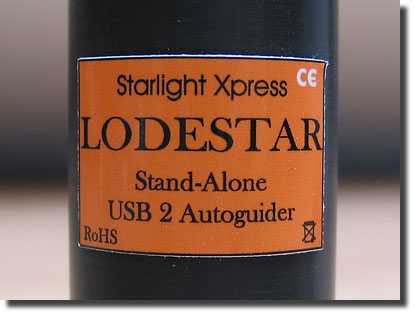 Starlight Xpress CE
LODESTAR
Stand-Alone
USB 2 Autoguider
RoHS